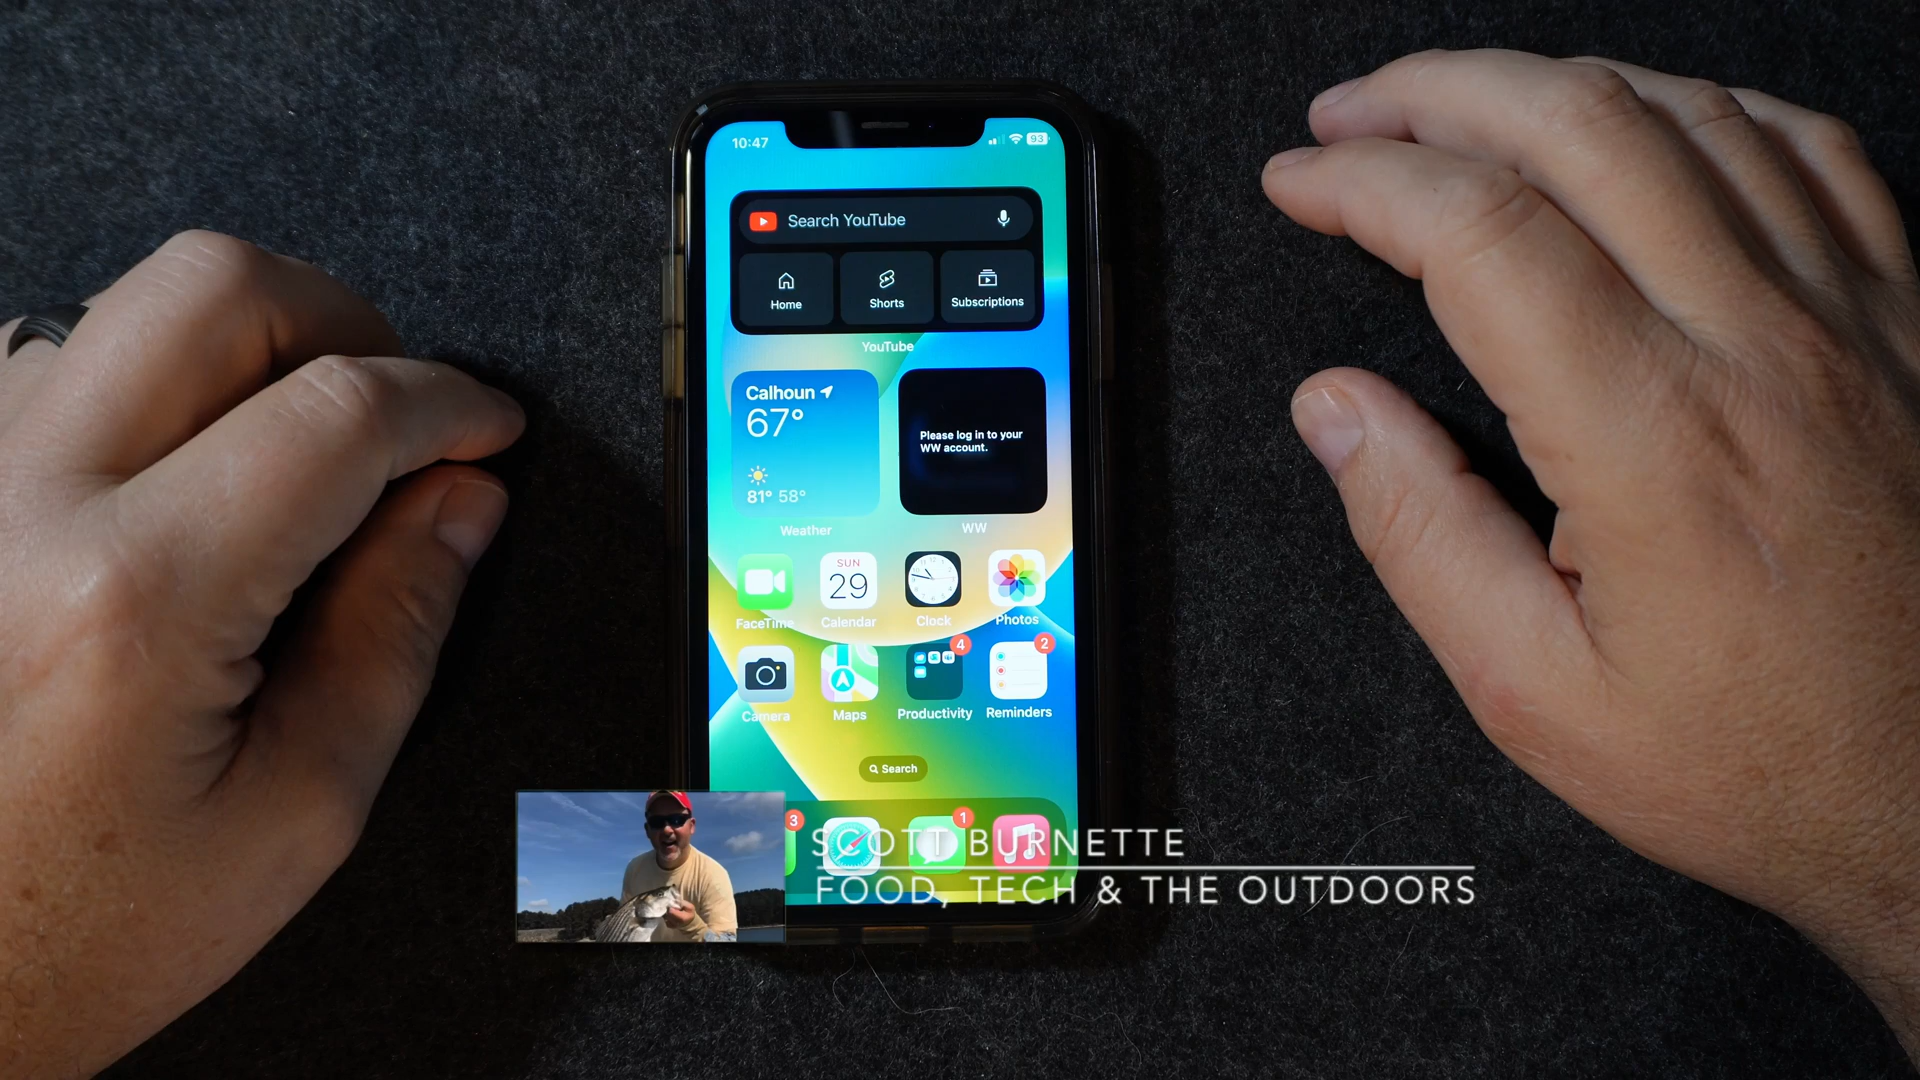 10:47
93
Search YouTube
Home
Shorts
Subscriptions
YouTube
Calhoun
67°
81° 58°
Weather
Please log in to your
WW account.
WW
SUN
29
FaceTime
Calendar
Clock
Photos
4
2
Camera
Maps
Productivity
Reminders
Search
3
1
SCOTT BURNETTE
FOOD, TECH & THE OUTDOORS